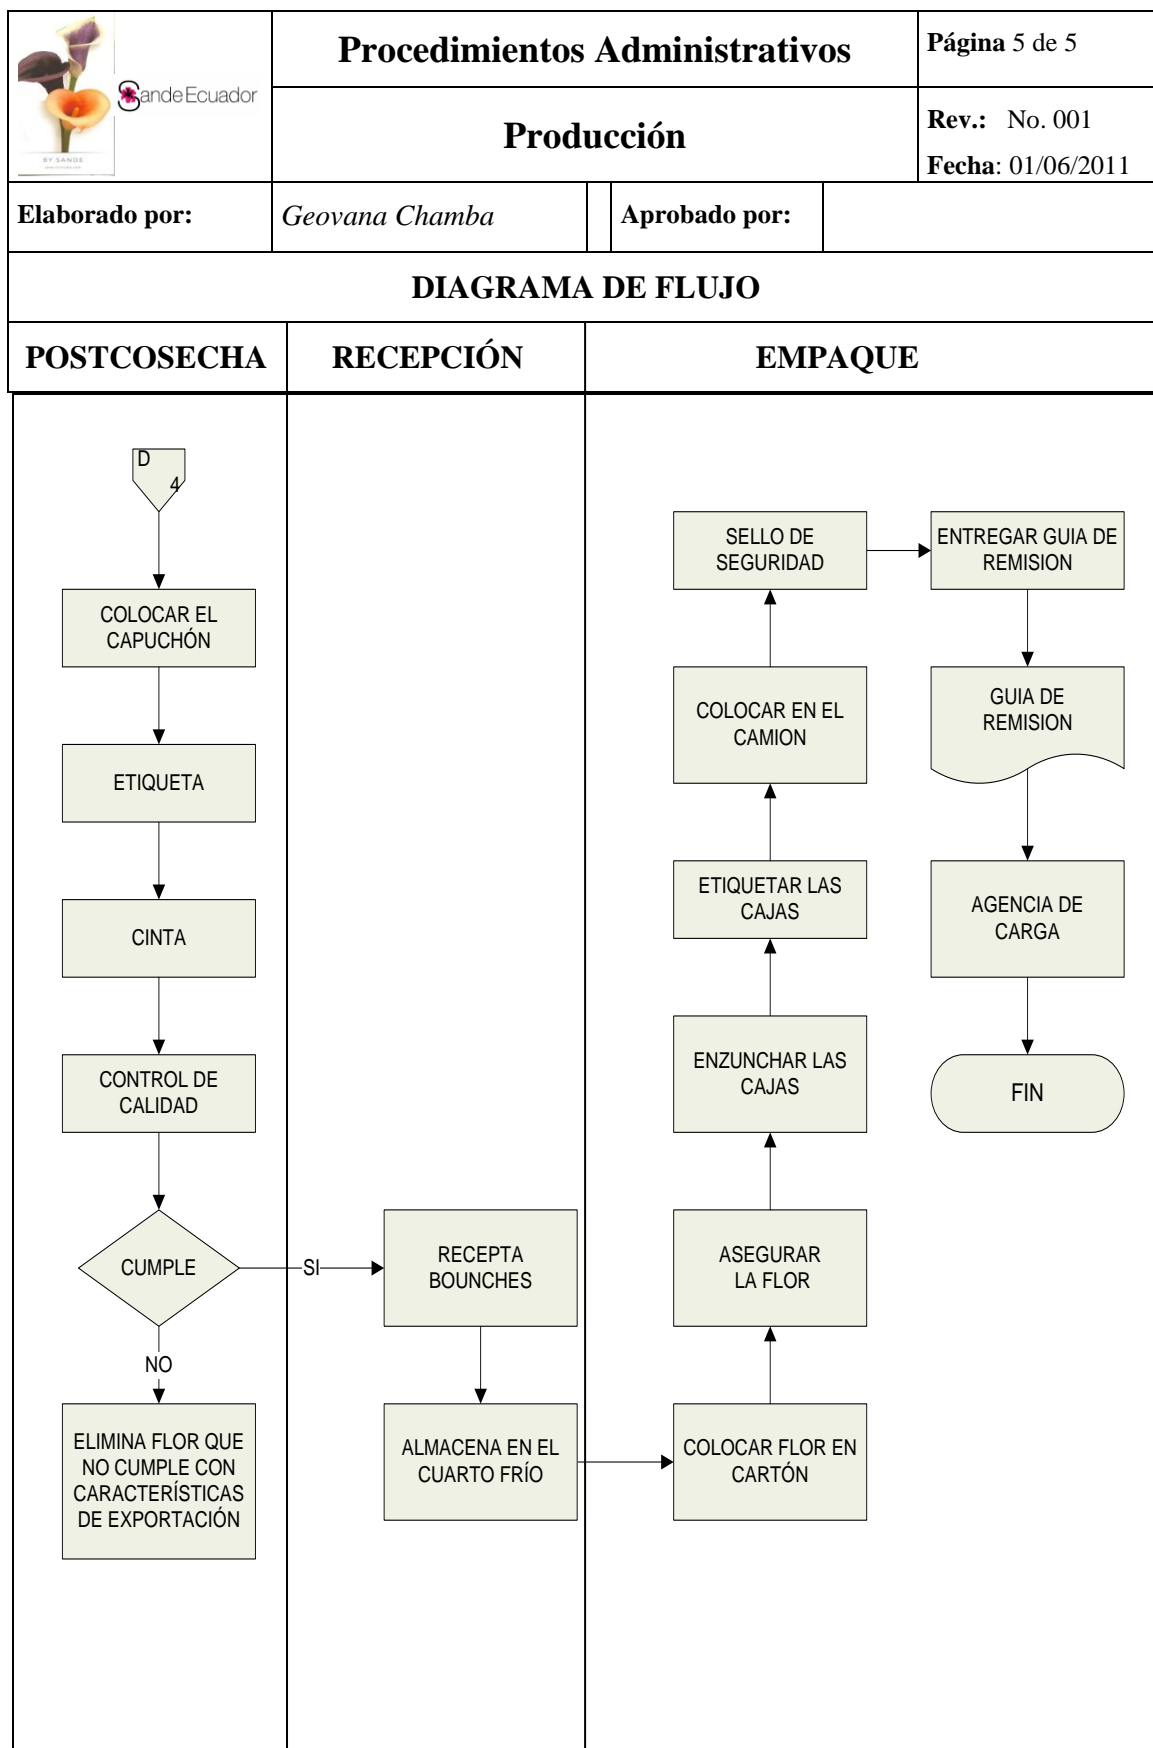 Procedimientos Administrativos
Página 5 de 5
SandeEcuador
BY SANDE
Producción
Rev.: No. 001
Fecha: 01/06/2011
Elaborado por:
Geovana Chamba
Aprobado por:
DIAGRAMA DE FLUJO
POSTCOSECHA
RECEPCIÓN
EMPAQUE
D
4
COLOCAR EL
CAPUCHÓN
ETIQUETA
CINTA
CONTROL DE
CALIDAD
CUMPLE
SI
NO
ELIMINA FLOR QUE
NO CUMPLE CON
CARACTERÍSTICAS
DE EXPORTACIÓN
RECEPTA
BOUNCHES
ALMACENA EN EL
CUARTO FRÍO
COLOCAR FLOR EN
CARTÓN
ASEGURAR
LA FLOR
ENZUNCHAR LAS
CAJAS
ETIQUETAR LAS
CAJAS
COLOCAR EN EL
CAMION
SELLO DE
SEGURIDAD
ENTREGAR GUIA DE
REMISION
GUIA DE
REMISION
AGENCIA DE
CARGA
FIN